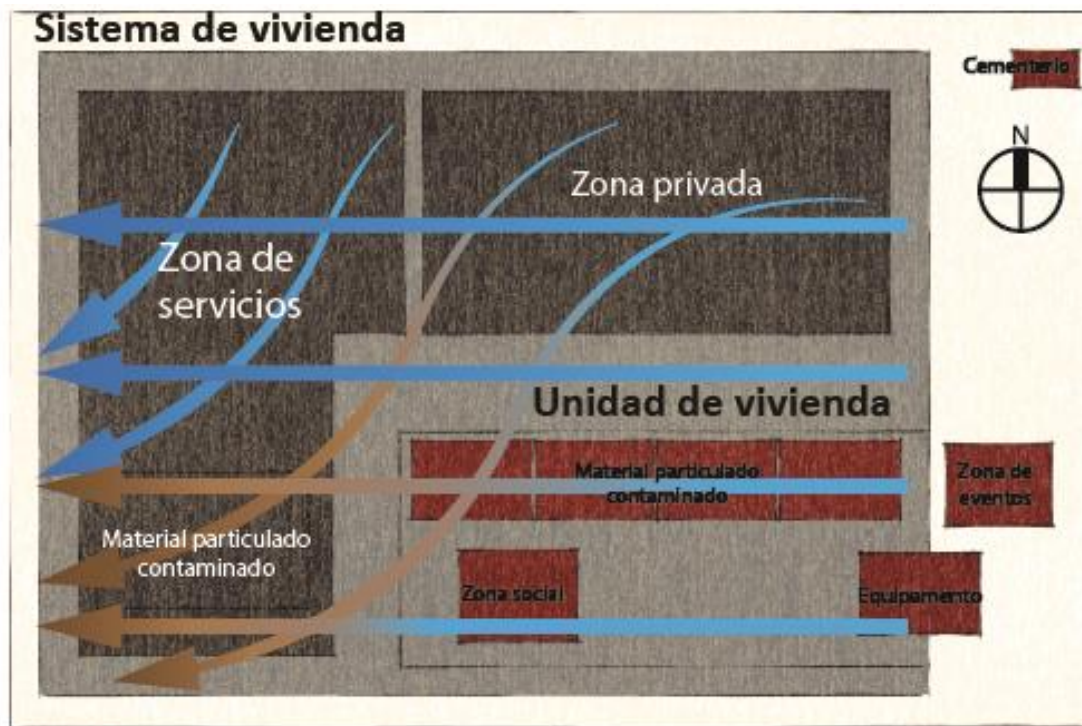 Sistema de vivienda
Cementerio
N
Zona privada
Zona de
servicios
Unidad de vivienda
Material particulado
contaminado
Zona de
eventos
Material particulado
contaminado
Zona social
Equipamento